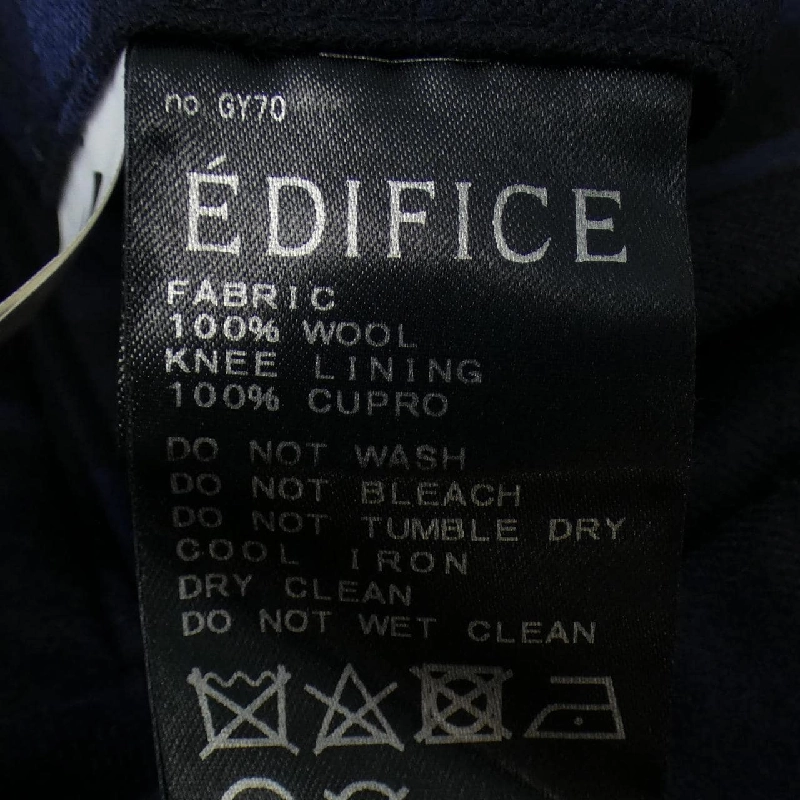 no GY70
ÉDIFICE
FABRIC
100% WOOL
KNEE LINING
100% CUPRO
DO NOT WASH
DO NOT BLEACH
DO NOT TUMBLE DRY
COOL IRON
DRY CLEAN
DO NOT WET CLEAN